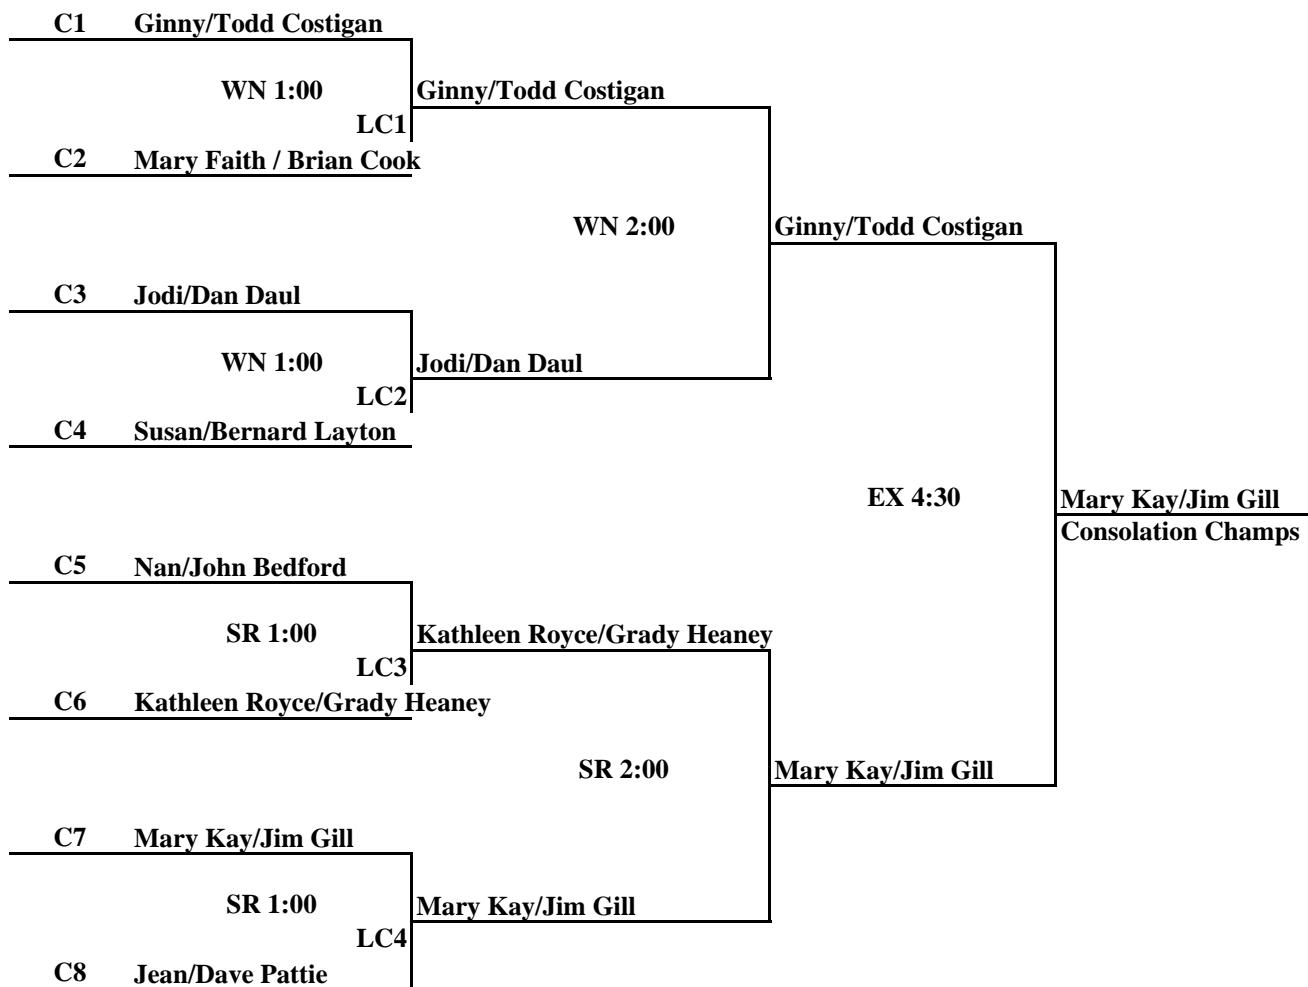 C1 Ginny/Todd Costigan
WN 1:00 Ginny/Todd Costigan
LC1
C2 Mary Faith / Brian Cook
WN 2:00 Ginny/Todd Costigan
C3 Jodi/Dan Daul
WN 1:00 Jodi/Dan Daul
LC2
C4 Susan/Bernard Layton
EX 4:30 Mary Kay/Jim Gill
Consolation Champs
C5 Nan/John Bedford
SR 1:00 Kathleen Royce/Grady Heaney
LC3
C6 Kathleen Royce/Grady Heaney
SR 2:00 Mary Kay/Jim Gill
C7 Mary Kay/Jim Gill
SR 1:00 Mary Kay/Jim Gill
LC4
C8 Jean/Dave Pattie